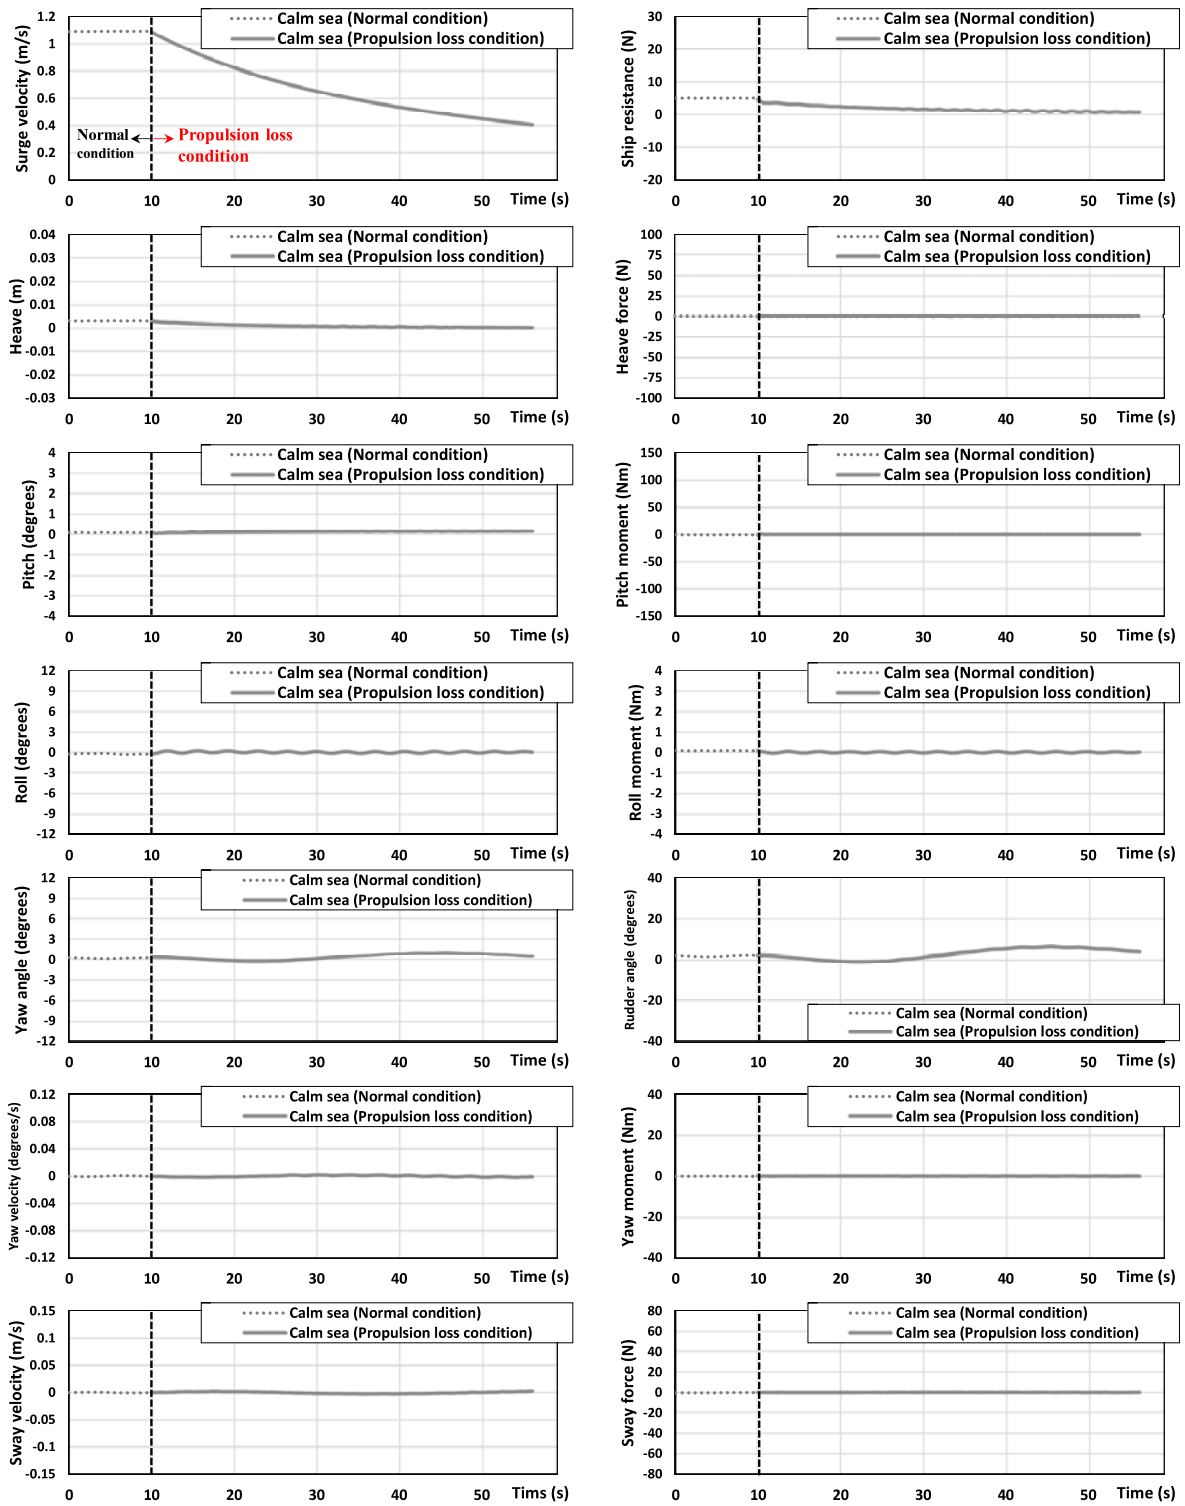 Surge velocity (m/s)
1.2
1
0.8
0.6
0.4
0.2
0
Calm sea (Normal condition)
Calm sea (Propulsion loss condition)
Normal
condition
Propulsion loss
condition
0 10 20 30 40 50 Time (s)
Ship resistance (N)
30
20
10
0
-10
-20
Calm sea (Normal condition)
Calm sea (Propulsion loss condition)
0 10 20 30 40 50 Time (s)
Heave (m)
0.04
0.03
0.02
0.01
0
-0.01
-0.02
-0.03
Calm sea (Normal condition)
Calm sea (Propulsion loss condition)
0 10 20 30 40 50 Time (s)
Heave force (N)
100
75
50
25
0
-25
-50
-75
-100
Calm sea (Normal condition)
Calm sea (Propulsion loss condition)
0 10 20 30 40 50 Time (s)
Pitch (degrees)
4
3
2
1
0
-1
-2
-3
-4
Calm sea (Normal condition)
Calm sea (Propulsion loss condition)
0 10 20 30 40 50 Time (s)
Pitch moment (Nm)
150
100
50
0
-50
-100
-150
Calm sea (Normal condition)
Calm sea (Propulsion loss condition)
0 10 20 30 40 50 Time (s)
Roll (degrees)
12
9
6
3
0
-3
-6
-9
-12
Calm sea (Normal condition)
Calm sea (Propulsion loss condition)
0 10 20 30 40 50 Time (s)
Roll moment (Nm)
4
3
2
1
0
-1
-2
-3
-4
Calm sea (Normal condition)
Calm sea (Propulsion loss condition)
0 10 20 30 40 50 Time (s)
Yaw angle (degrees)
12
9
6
3
0
-3
-6
-9
-12
Calm sea (Normal condition)
Calm sea (Propulsion loss condition)
0 10 20 30 40 50 Time (s)
Rudder angle (degrees)
40
20
0
-20
-40
Calm sea (Normal condition)
Calm sea (Propulsion loss condition)
0 10 20 30 40 50 Time (s)
Yaw velocity (degrees/s)
0.12
0.08
0.04
0
-0.04
-0.08
-0.12
Calm sea (Normal condition)
Calm sea (Propulsion loss condition)
0 10 20 30 40 50 Time (s)
Yaw moment (Nm)
40
20
0
-20
-40
Calm sea (Normal condition)
Calm sea (Propulsion loss condition)
0 10 20 30 40 50 Time (s)
Sway velocity (m/s)
0.15
0.1
0.05
0
-0.05
-0.1
-0.15
Calm sea (Normal condition)
Calm sea (Propulsion loss condition)
0 10 20 30 40 50 Tims (s)
Sway force (N)
80
60
40
20
0
-20
-40
-60
-80
Calm sea (Normal condition)
Calm sea (Propulsion loss condition)
0 10 20 30 40 50 Time (s)